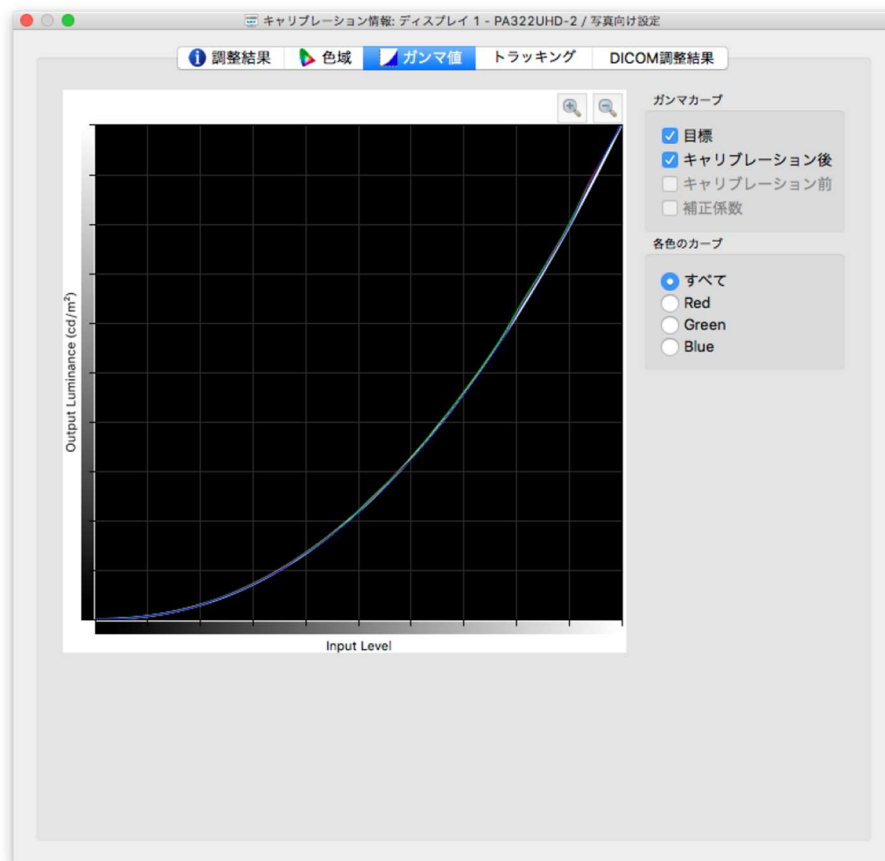 キャリブレーション情報: ディスプレイ 1 - PA322UHD-2 / 写真向け設定
調整結果
色域
ガンマ値
トラッキング
DICOM調整結果
Output Luminance (cd/m²)
Input Level
ガンマカーブ
目標
キャリブレーション後
キャリブレーション前
補正係数
各色のカーブ
すべて
Red
Green
Blue